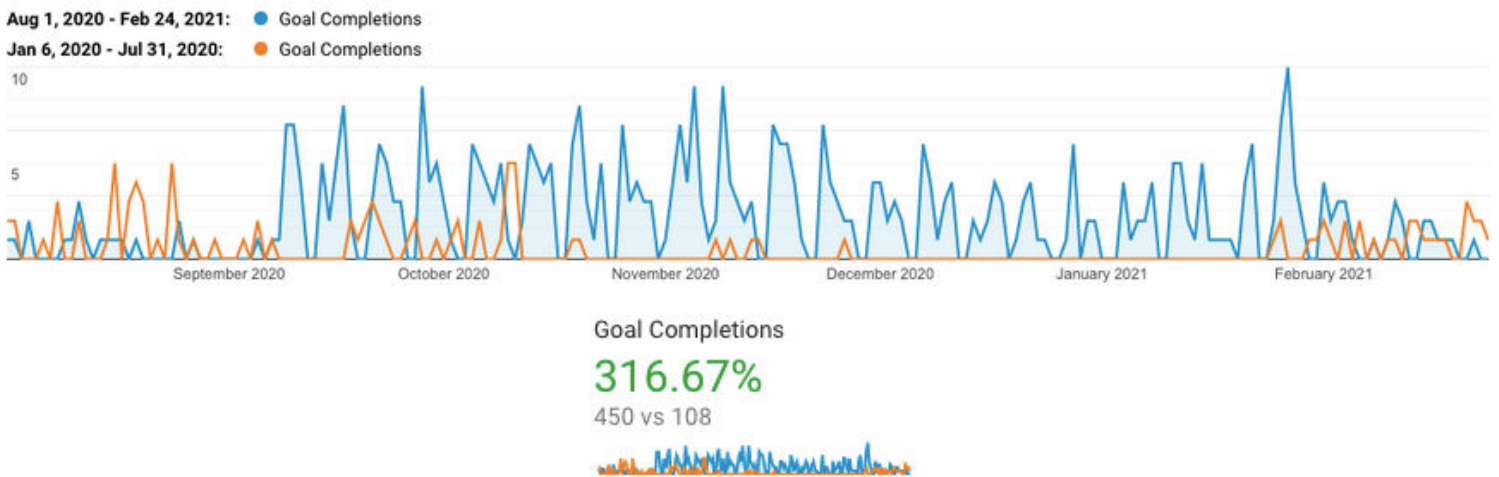 Aug 1, 2020 - Feb 24, 2021: Goal Completions
Jan 6, 2020 - Jul 31, 2020: Goal Completions
10
5
September 2020 October 2020 November 2020 December 2020 January 2021 February 2021
Goal Completions
316.67%
450 vs 108